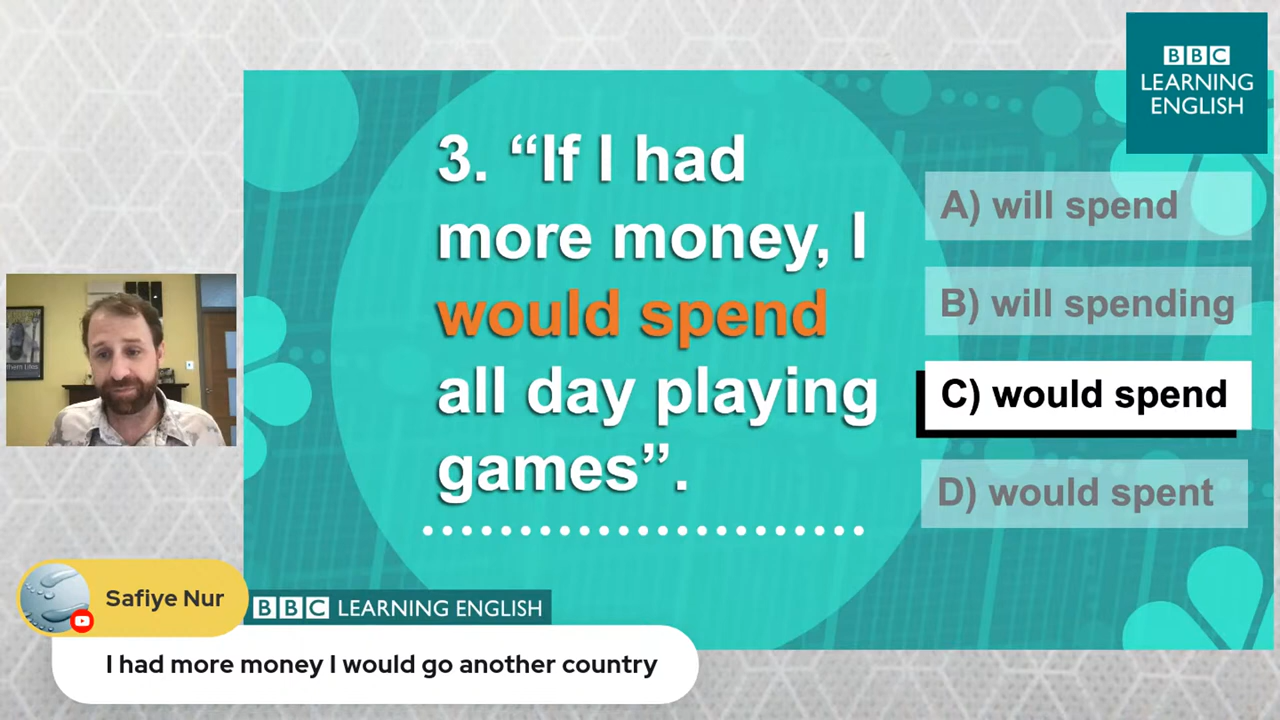 BBC
LEARNING
ENGLISH
3. “If I had
more money, I
would spend
all day playing
games”.
A) will spend
B) will spending
C) would spend
D) would spent
Safiye Nur
BBC LEARNING ENGLISH
I had more money I would go another country